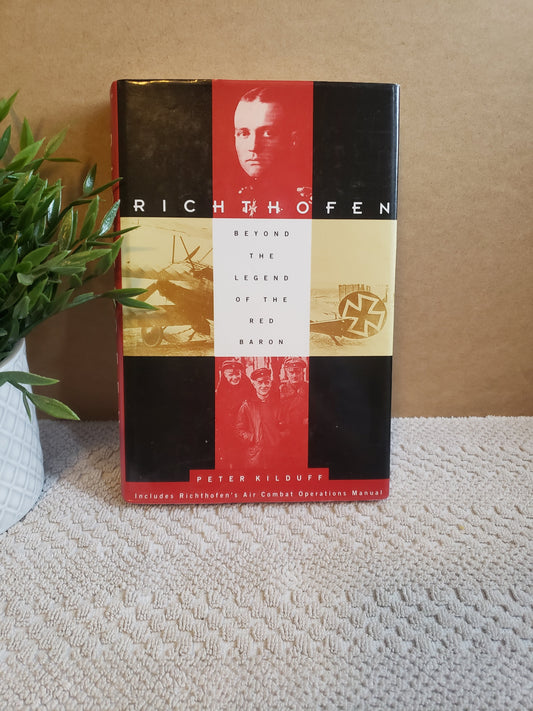 RICHTHOFEN
BEYOND
THE
LEGEND
OF THE
RED
BARON
PETER KILDUFF
Includes Richthofen's Air Combat Operations Manual